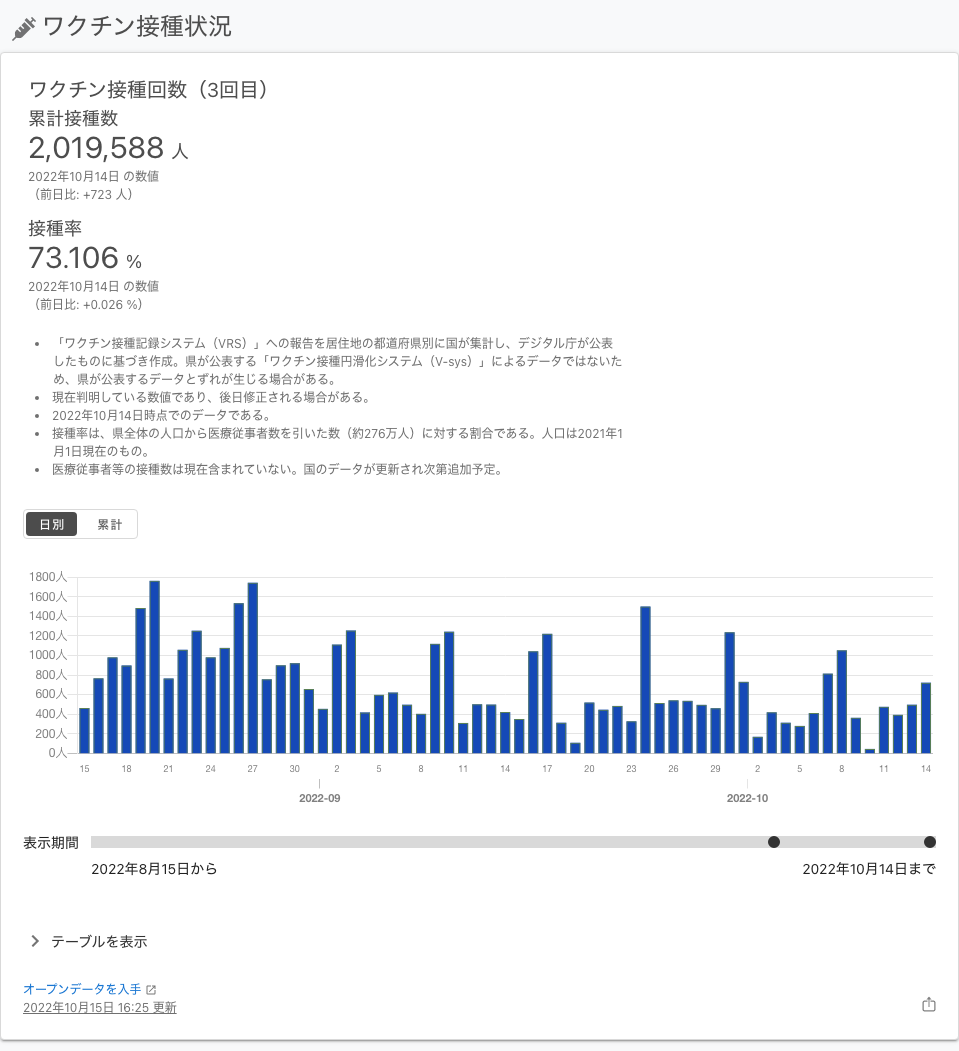 ワクチン接種状況
ワクチン接種回数（3回目）
累計接種数
2,019,588 人
2022年10月14日 の数値
（前日比: +723 人）
接種率
73.106 %
2022年10月14日 の数値
（前日比: +0.026 %）
• 「ワクチン接種記録システム（VRS）」への報告を居住地の都道府県別に国が集計し、デジタル庁が公表
したものに基づき作成。県が公表する「ワクチン接種円滑化システム（V-sys）」によるデータではないた
め、県が公表するデータとずれが生じる場合がある。
• 現在判明している数値であり、後日修正される場合がある。
• 2022年10月14日時点でのデータである。
• 接種率は、県全体の人口から医療従事者数を引いた数（約276万人）に対する割合である。人口は2021年1
月1日現在のもの。
• 医療従事者等の接種数は現在含まれていない。国のデータが更新され次第追加予定。
日別 累計
1800人
1600人
1400人
1200人
1000人
800人
600人
400人
200人
0人
15 18 21 24 27 30 2 5 8 11 14 17 20 23 26 29 2 5 8 11 14
2022-09 2022-10
表示期間
2022年8月15日から 2022年10月14日まで
テーブルを表示
オープンデータを入手
2022年10月15日 16:25 更新